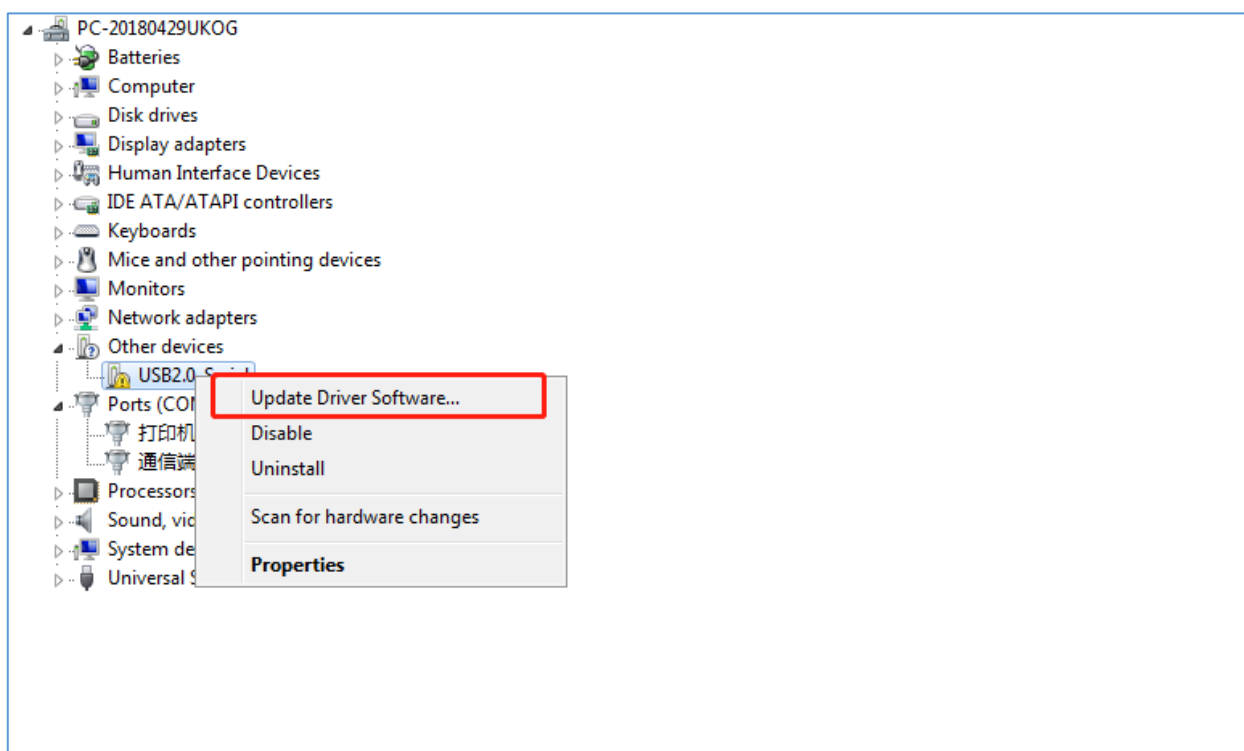 PC-20180429UKOG
Batteries
Computer
Disk drives
Display adapters
Human Interface Devices
IDE ATA/ATAPI controllers
Keyboards
Mice and other pointing devices
Monitors
Network adapters
Other devices
USB2.0
Update Driver Software...
Ports (COM
Disable
打印机
Uninstall
通信端
Processors
Scan for hardware changes
Sound, vid
System de
Properties
Universal S